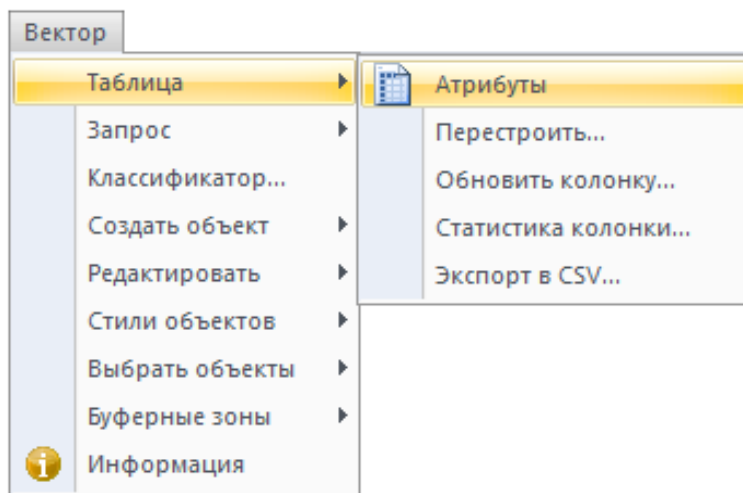 Вектор
Таблица
Запрос
Классификатор...
Создать объект
Редактировать
Стили объектов
Выбрать объекты
Буферные зоны
Информация
Атрибуты
Перестроить...
Обновить колонку...
Статистика колонки...
Экспорт в CSV...